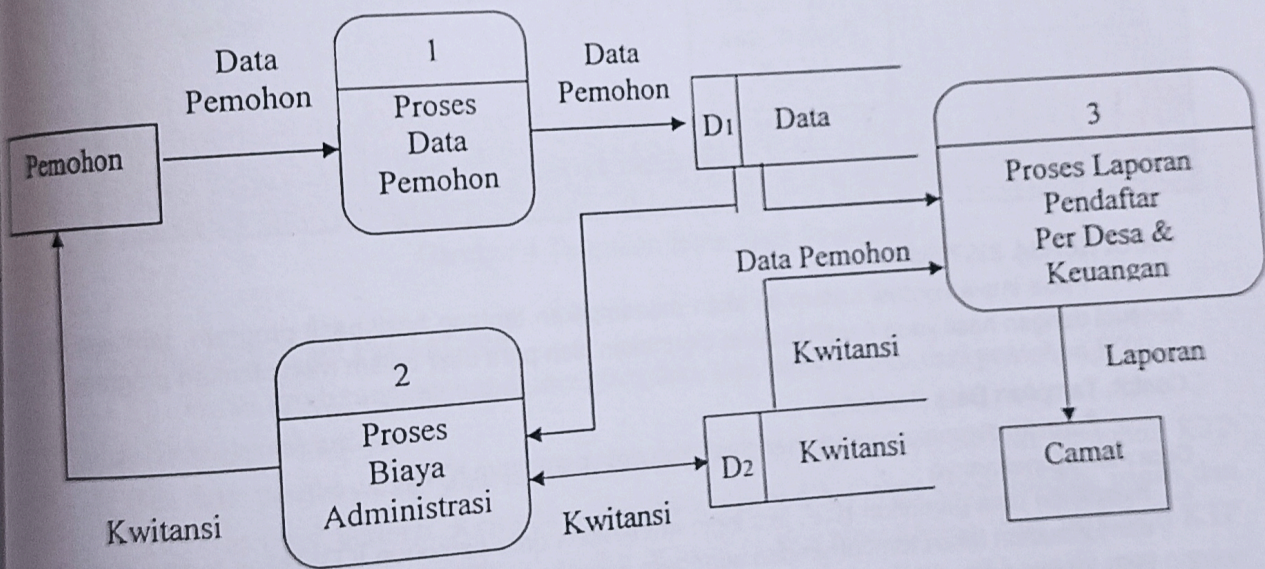 Data
Pemohon
1
Proses
Data
Pemohon
Data
Pemohon
D1
Data
3
Proses Laporan
Pendaftar
Per Desa &
Keuangan
Pemohon
Data Pemohon
Kwitansi
Laporan
2
Proses
Biaya
Administrasi
D2
Kwitansi
Camat
Kwitansi
Kwitansi